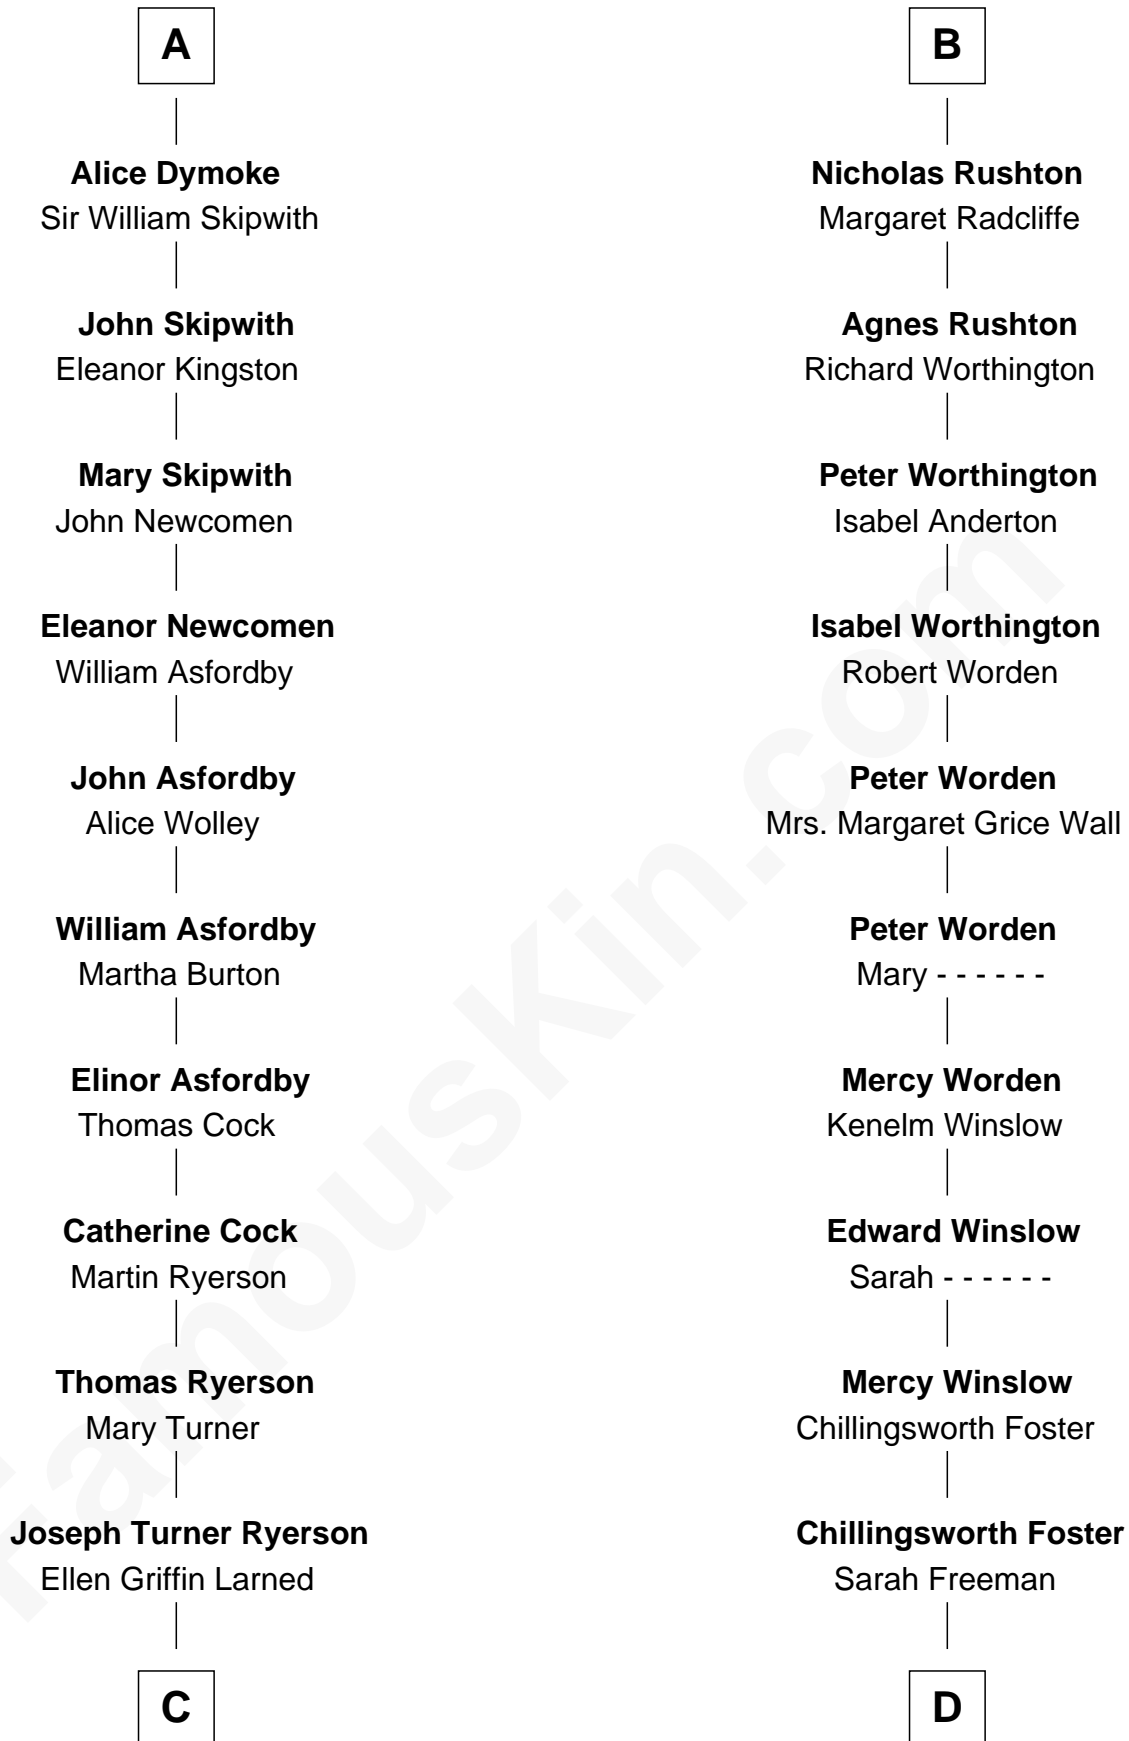 A
Alice Dymoke
Sir William Skipwith
John Skipwith
Eleanor Kingston
Mary Skipwith
John Newcomen
Eleanor Newcomen
William Asfordby
John Asfordby
Alice Wolley
William Asfordby
Martha Burton
Elinor Asfordby
Thomas Cock
Catherine Cock
Martin Ryerson
Thomas Ryerson
Mary Turner
Joseph Turner Ryerson
Ellen Griffin Larned
C
B
Nicholas Rushton
Margaret Radcliffe
Agnes Rushton
Richard Worthington
Peter Worthington
Isabel Anderton
Isabel Worthington
Robert Worden
Peter Worden
Mrs. Margaret Grice Wall
Peter Worden
Mary - - - - - -
Mercy Worden
Kenelm Winslow
Edward Winslow
Sarah - - - - - -
Mercy Winslow
Chillingsworth Foster
Chillingsworth Foster
Sarah Freeman
D
FamousKin.com